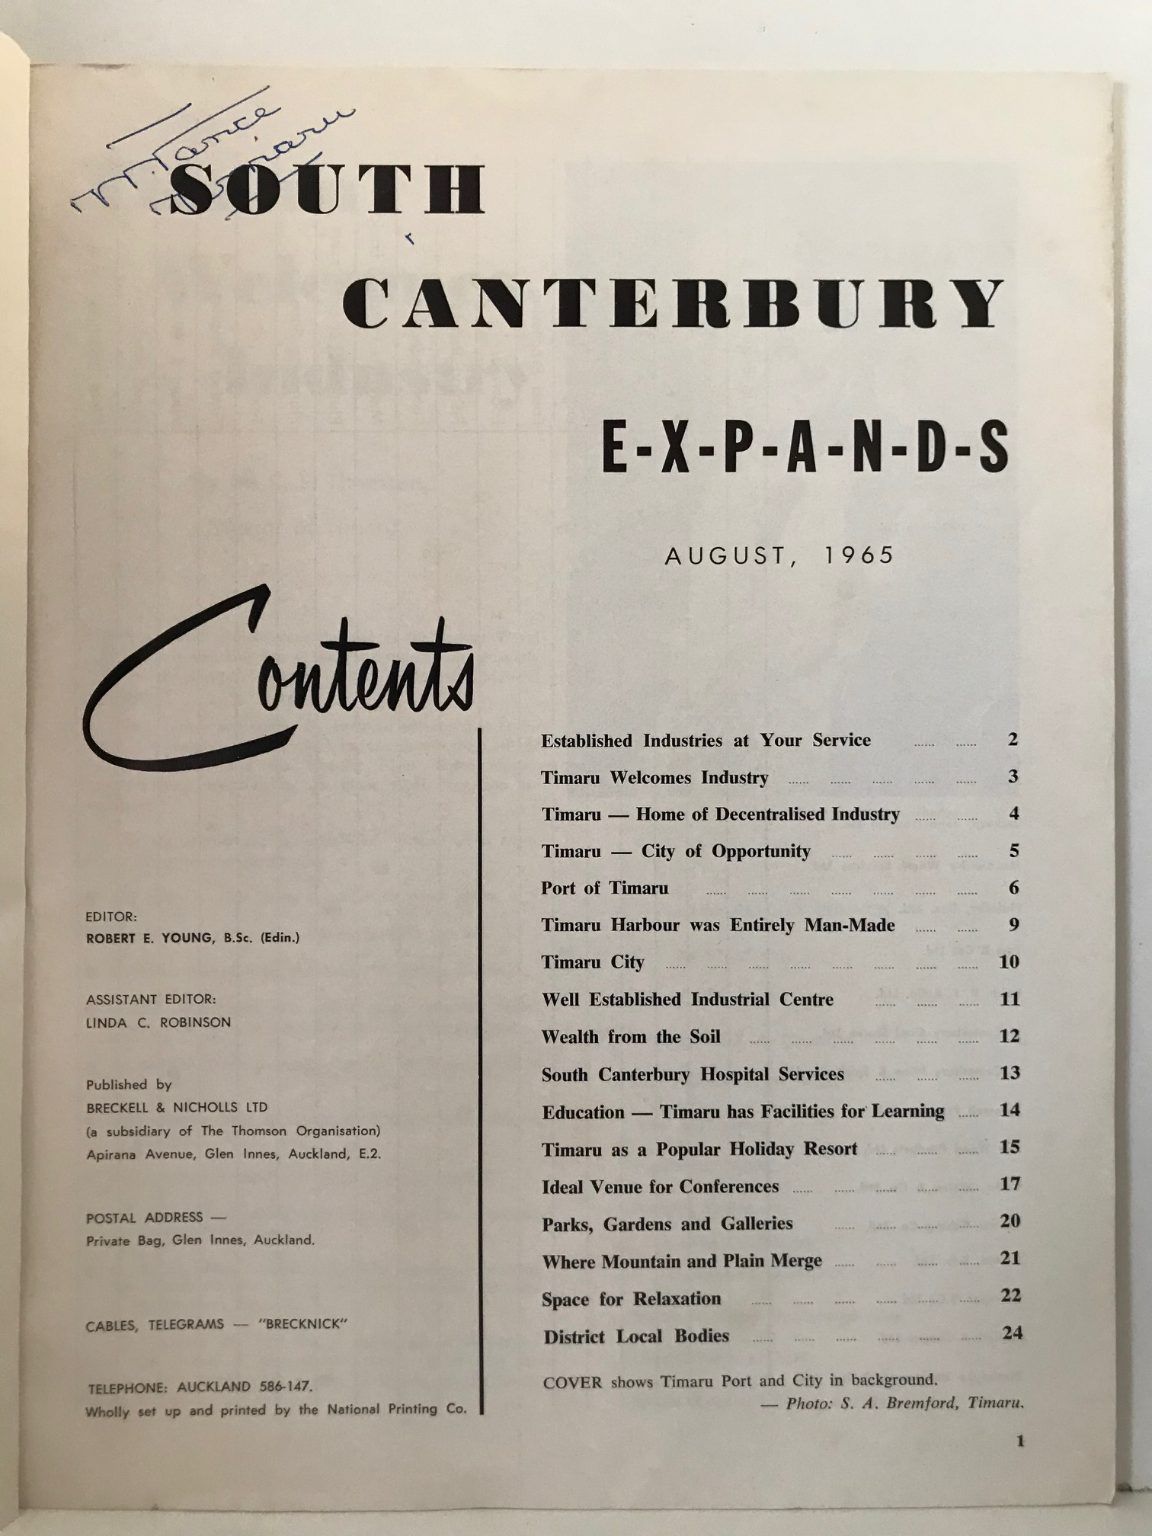 SOUTH
CANTERBURY
E-X-P-A-N-D-S
AUGUST, 1965
Contents
EDITOR:
ROBERT E. YOUNG, B.Sc. (Edin.)
ASSISTANT EDITOR:
LINDA C. ROBINSON
Published by
BRECKELL & NICHOLLS LTD
(a subsidiary of The Thomson Organisation)
Apirana Avenue, Glen Innes, Auckland, E.2.
POSTAL ADDRESS —
Private Bag, Glen Innes, Auckland.
CABLES, TELEGRAMS — "BRECKNICK"
TELEPHONE: AUCKLAND 586-147.
Wholly set up and printed by the National Printing Co.
Established Industries at Your Service ...... ...... 2
Timaru Welcomes Industry ...... ...... ...... ...... ...... 3
Timaru — Home of Decentralised Industry ...... ...... 4
Timaru — City of Opportunity ...... ...... ...... ...... 5
Port of Timaru ...... ...... ...... ...... ...... ...... ...... 6
Timaru Harbour was Entirely Man-Made ...... ...... 9
Timaru City ...... ...... ...... ...... ...... ...... ...... ...... 10
Well Established Industrial Centre ...... ...... ...... 11
Wealth from the Soil ...... ...... ...... ...... ...... ...... 12
South Canterbury Hospital Services ...... ...... ...... 13
Education — Timaru has Facilities for Learning ...... 14
Timaru as a Popular Holiday Resort ...... ...... ...... 15
Ideal Venue for Conferences ...... ...... ...... ...... ...... 17
Parks, Gardens and Galleries ...... ...... ...... ...... 20
Where Mountain and Plain Merge ...... ...... ...... ...... 21
Space for Relaxation ...... ...... ...... ...... ...... ...... 22
District Local Bodies ...... ...... ...... ...... ...... ...... 24
COVER shows Timaru Port and City in background.
— Photo: S. A. Bremford, Timaru.
1